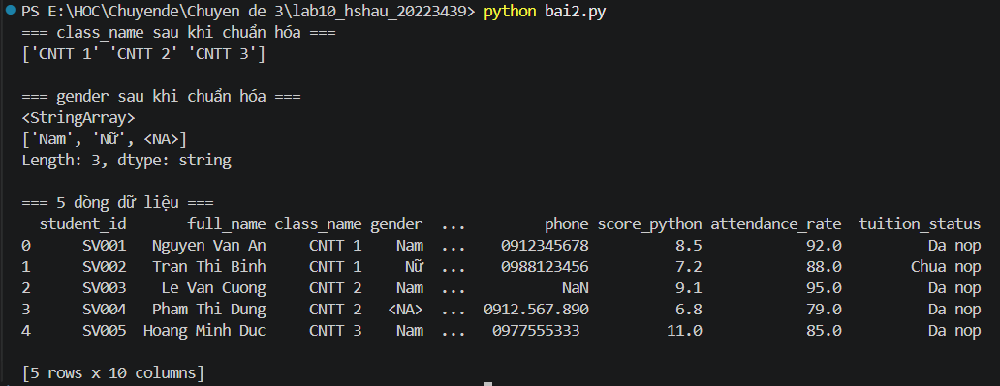 PS E:\HOC\Chuyende\Chuyen de 3\lab10_hshau_20223439> python bai2.py
=== class_name sau khi chuẩn hóa ===
['CNTT 1' 'CNTT 2' 'CNTT 3']
=== gender sau khi chuẩn hóa ===
<StringArray>
['Nam', 'Nữ', <NA>]
Length: 3, dtype: string
=== 5 dòng dữ liệu ===
  student_id       full_name class_name gender  ...         phone score_python attendance_rate  tuition_status
0      SV001   Nguyen Van An     CNTT 1    Nam  ...    0912345678          8.5            92.0          Da nop
1      SV002   Tran Thi Binh     CNTT 1     Nữ  ...    0988123456          7.2            88.0        Chua nop
2      SV003    Le Van Cuong     CNTT 2    Nam  ...           NaN          9.1            95.0          Da nop
3      SV004   Pham Thi Dung     CNTT 2   <NA>  ...  0912.567.890          6.8            79.0          Da nop
4      SV005  Hoang Minh Duc     CNTT 3    Nam  ...   0977555333          11.0            85.0          Da nop
[5 rows x 10 columns]